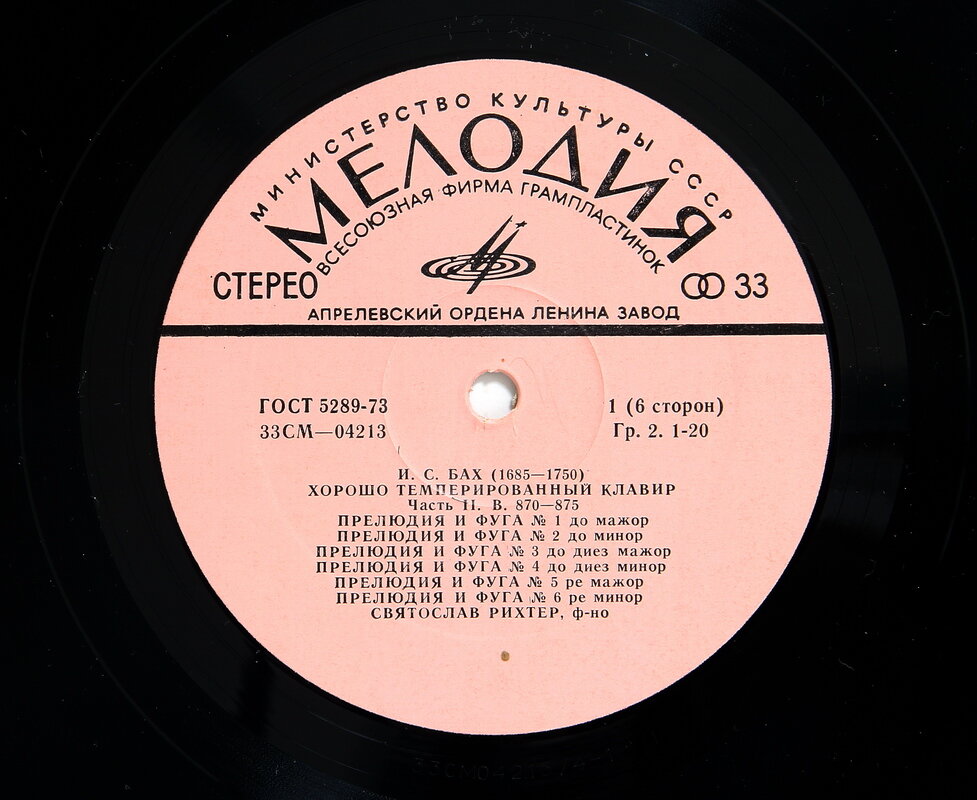 МИНИСТЕРСТВО КУЛЬТУРЫ СССР
МЕЛОДИЯ
ВСЕСОЮЗНАЯ ФИРМА ГРАМПЛАСТИНОК
СТЕРЕО
33
АПРЕЛЕВСКИЙ ОРДЕНА ЛЕНИНА ЗАВОД
ГОСТ 5289-73
1 (6 сторон)
33СМ—04213
Гр. 2. 1-20
И. С. БАХ (1685—1750)
ХОРОШО ТЕМПЕРИРОВАННЫЙ КЛАВИР
Часть II. В. 870—875
ПРЕЛЮДИЯ И ФУГА № 1 до мажор
ПРЕЛЮДИЯ И ФУГА № 2 до минор
ПРЕЛЮДИЯ И ФУГА № 3 до диез мажор
ПРЕЛЮДИЯ И ФУГА № 4 до диез минор
ПРЕЛЮДИЯ И ФУГА № 5 ре мажор
ПРЕЛЮДИЯ И ФУГА № 6 ре минор
СВЯТОСЛАВ РИХТЕР, ф-но